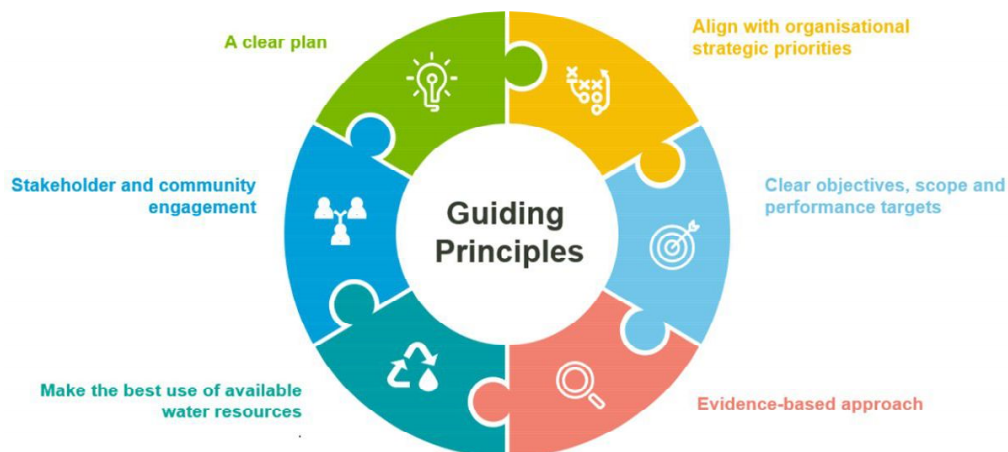 A clear plan
Align with organisational
strategic priorities
Stakeholder and community
engagement
Guiding
Principles
Clear objectives, scope and
performance targets
Make the best use of available
water resources
.
Evidence-based approach